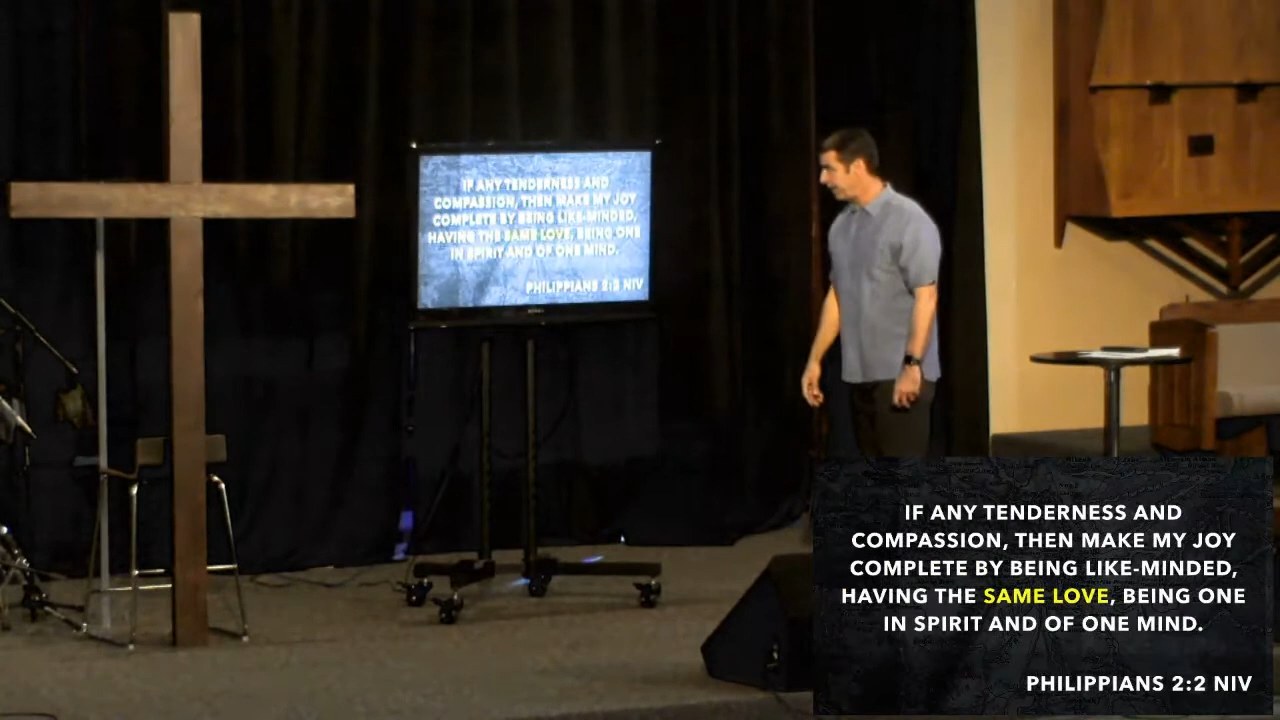 IF ANY TENDERNESS AND
COMPASSION, THEN MAKE MY JOY
COMPLETE BY BEING LIKE-MINDED,
HAVING THE SAME LOVE, BEING ONE
IN SPIRIT AND OF ONE MIND.
PHILIPPIANS 2:2 NIV
IF ANY TENDERNESS AND
COMPASSION, THEN MAKE MY JOY
COMPLETE BY BEING LIKE-MINDED,
HAVING THE SAME LOVE, BEING ONE
IN SPIRIT AND OF ONE MIND.
PHILIPPIANS 2:2 NIV